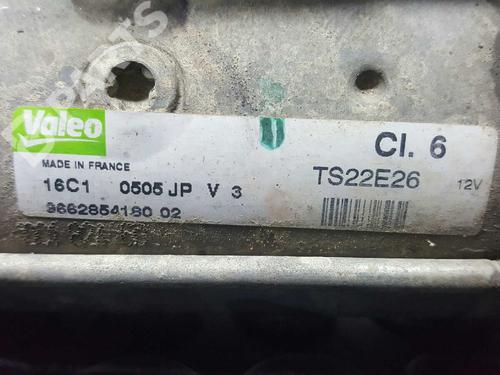 Valeo
MADE IN FRANCE
16C1 0505 JP V 3
9662854180 02
Cl. 6
TS22E26
12V